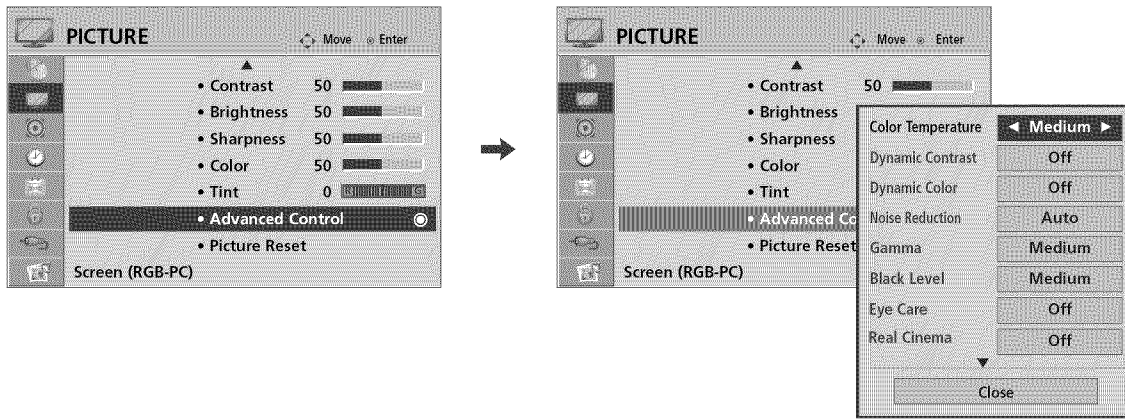 PICTURE
Move Enter
• Contrast 50
• Brightness 50
• Sharpness 50
• Color 50
• Tint 0 R G
• Advanced Control
• Picture Reset
Screen (RGB-PC)
PICTURE
Move Enter
• Contrast 50
• Brightness
• Sharpness
• Color
• Tint
• Advanced Co
• Picture Reset
Screen (RGB-PC)
Color Temperature ◀ Medium ▶
Dynamic Contrast Off
Dynamic Color Off
Noise Reduction Auto
Gamma Medium
Black Level Medium
Eye Care Off
Real Cinema Off
Close